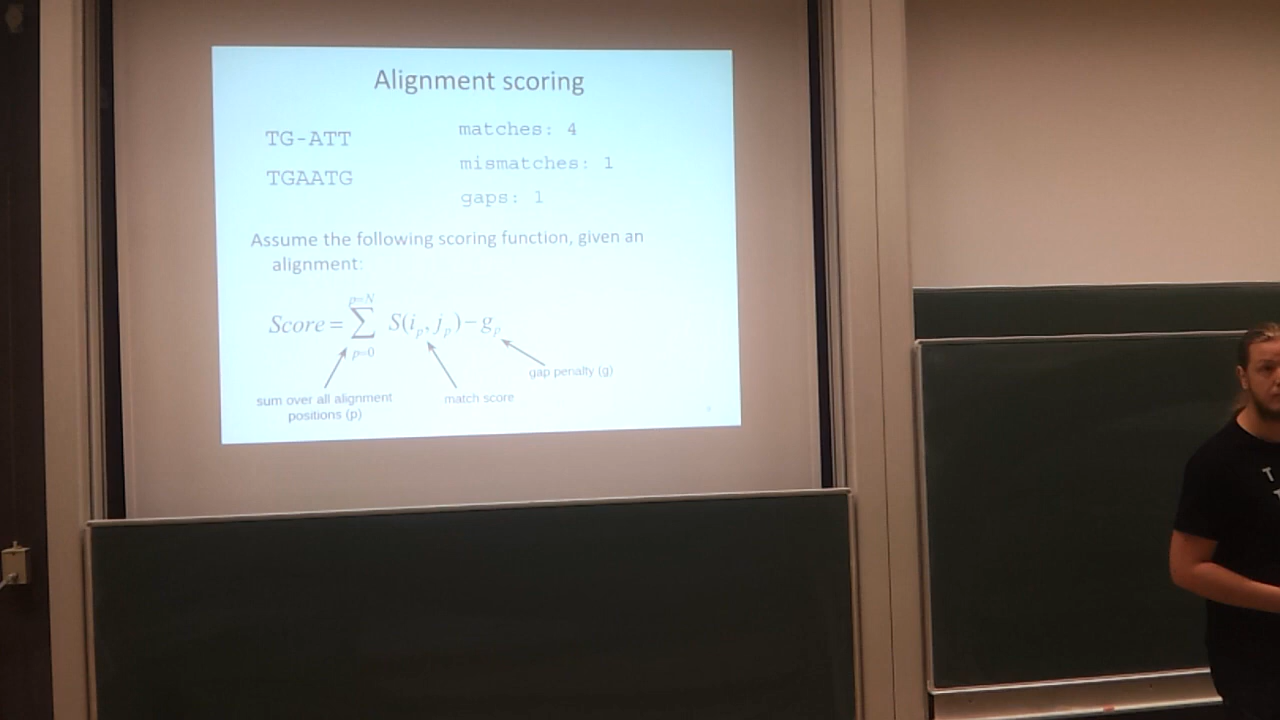 Alignment scoring
TG-ATT
TGAATG
matches: 4
mismatches: 1
gaps: 1
Assume the following scoring function, given an
alignment:
Score = ∑ S(i_p, j_p) − g_p
p=N
p=0
gap penalty (g)
sum over all alignment
positions (p)
match score
T